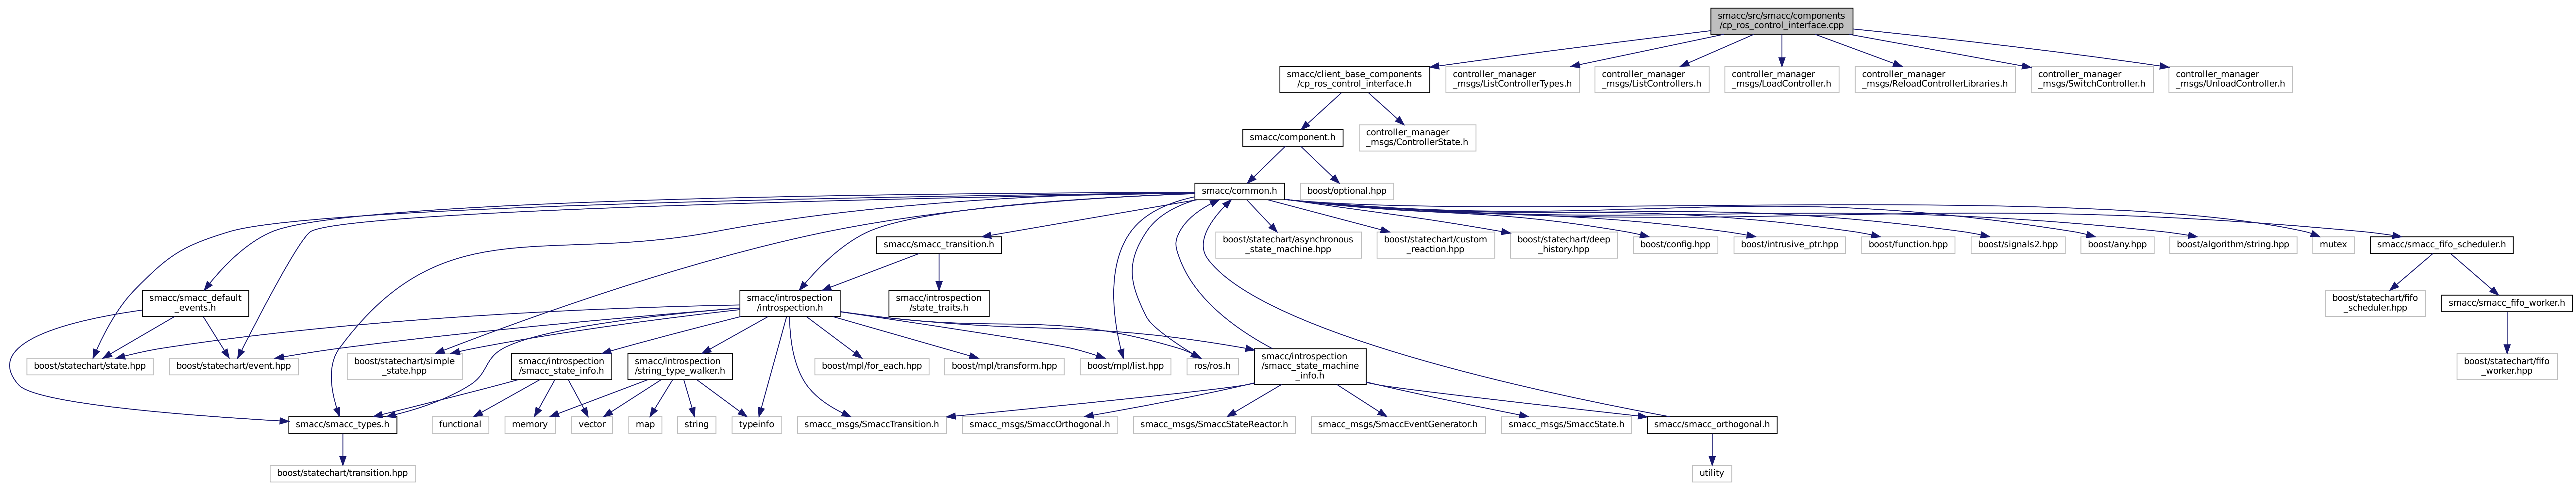 smacc/src/smacc/components
/cp_ros_control_interface.cpp
smacc/client_base_components
/cp_ros_control_interface.h
controller_manager
_msgs/ListControllerTypes.h
controller_manager
_msgs/ListControllers.h
controller_manager
_msgs/LoadController.h
controller_manager
_msgs/ReloadControllerLibraries.h
controller_manager
_msgs/SwitchController.h
controller_manager
_msgs/UnloadController.h
smacc/component.h
controller_manager
_msgs/ControllerState.h
smacc/common.h
boost/optional.hpp
smacc/smacc_transition.h
boost/statechart/asynchronous
_state_machine.hpp
boost/statechart/custom
_reaction.hpp
boost/statechart/deep
_history.hpp
boost/config.hpp
boost/intrusive_ptr.hpp
boost/function.hpp
boost/signals2.hpp
boost/any.hpp
boost/algorithm/string.hpp
mutex
smacc/smacc_fifo_scheduler.h
smacc/smacc_default
_events.h
smacc/introspection
/introspection.h
smacc/introspection
/state_traits.h
boost/statechart/fifo
_scheduler.hpp
smacc/smacc_fifo_worker.h
boost/statechart/state.hpp
boost/statechart/event.hpp
boost/statechart/simple
_state.hpp
smacc/introspection
/smacc_state_info.h
smacc/introspection
/string_type_walker.h
boost/mpl/for_each.hpp
boost/mpl/transform.hpp
boost/mpl/list.hpp
ros/ros.h
smacc/introspection
/smacc_state_machine
_info.h
boost/statechart/fifo
_worker.hpp
smacc/smacc_types.h
functional
memory
vector
map
string
typeinfo
smacc_msgs/SmaccTransition.h
smacc_msgs/SmaccOrthogonal.h
smacc_msgs/SmaccStateReactor.h
smacc_msgs/SmaccEventGenerator.h
smacc_msgs/SmaccState.h
smacc/smacc_orthogonal.h
boost/statechart/transition.hpp
utility